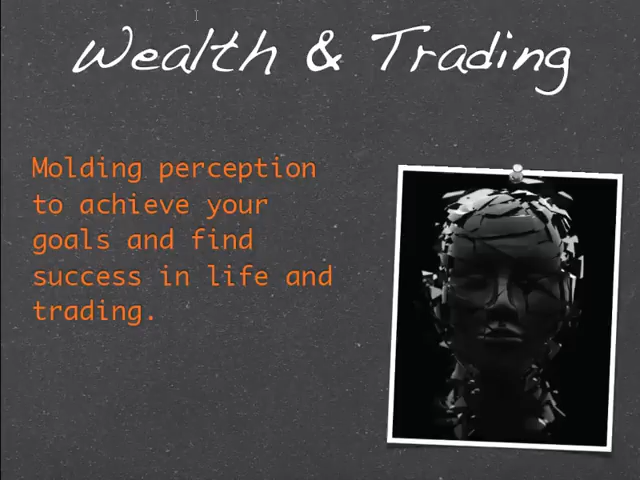 Wealth & Trading
Molding perception
to achieve your
goals and find
success in life and
trading.